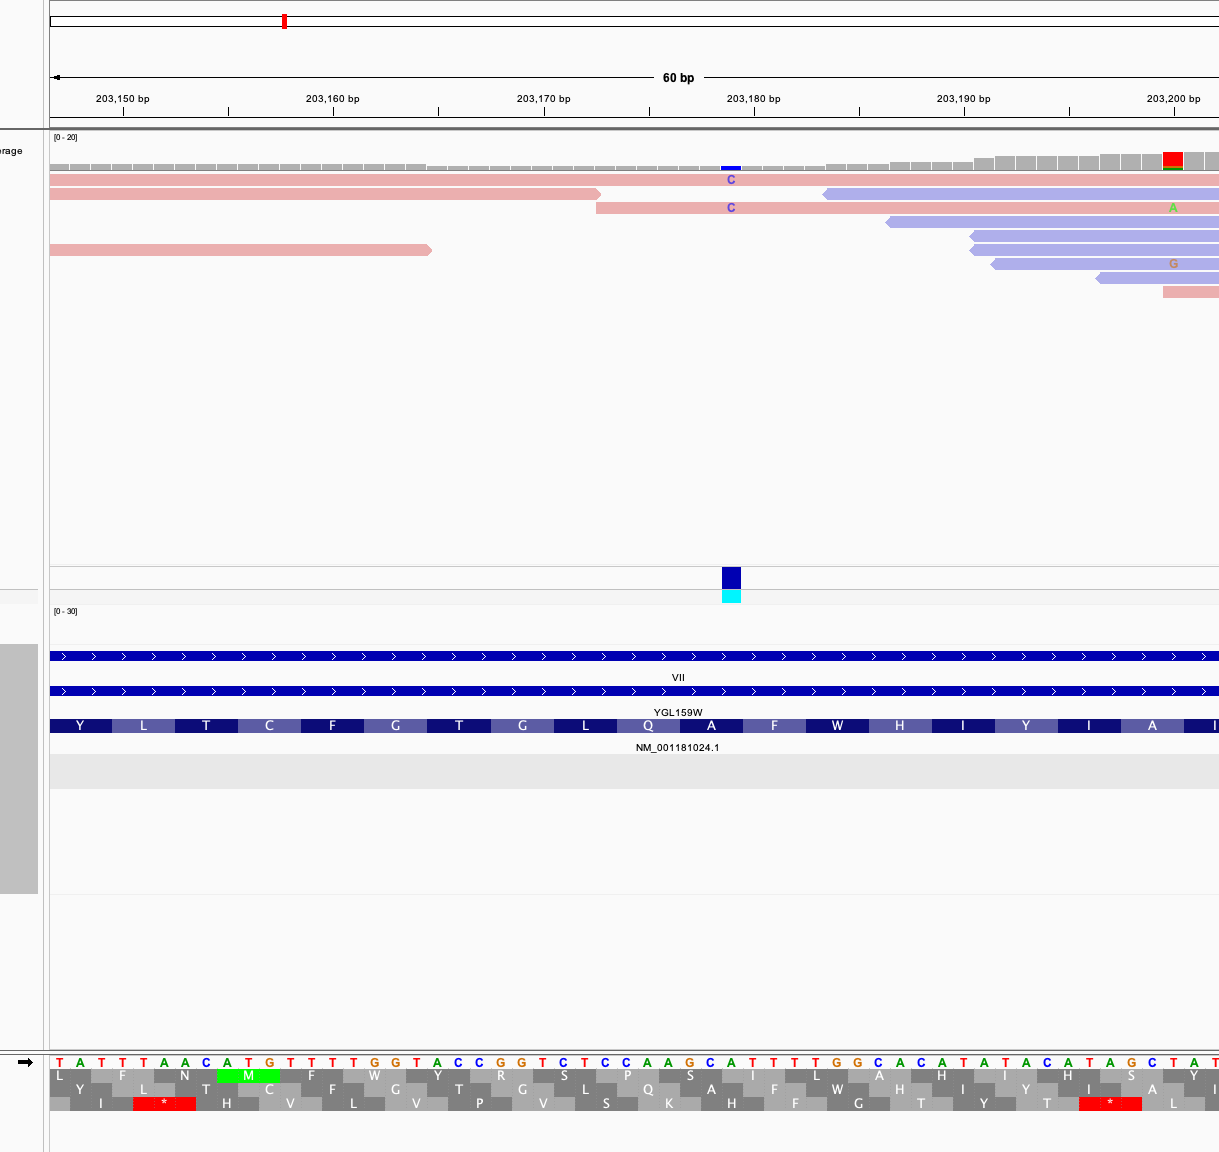 60 bp
203,150 bp 203,160 bp 203,170 bp 203,180 bp 203,190 bp 203,200 bp
[0 - 20]
erage
C
C A
G
[0 - 30]
VII
YGL159W
Y L T C F G T G L Q A F W H I Y I A I
NM_001181024.1
T A T T T A A C A T G T T T T G G T A C C G G T C T C C A A G C A T T T T G G C A C A T A T A C A T A G C T A T
L F N M F W Y R S P S I L A H I H S Y
Y L T C F G T G L Q A F W H I Y I A I
I * H V L V P V S K H F G T Y T * L